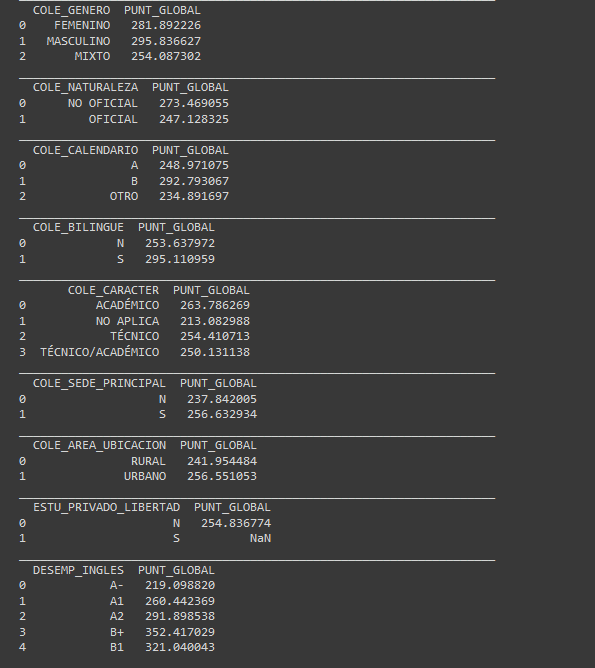 COLE_GENERO PUNT_GLOBAL
0 FEMENINO 281.892226
1 MASCULINO 295.836627
2 MIXTO 254.087302
COLE_NATURALEZA PUNT_GLOBAL
0 NO OFICIAL 273.469055
1 OFICIAL 247.128325
COLE_CALENDARIO PUNT_GLOBAL
0 A 248.971075
1 B 292.793067
2 OTRO 234.891697
COLE_BILINGUE PUNT_GLOBAL
0 N 253.637972
1 S 295.110959
COLE_CARACTER PUNT_GLOBAL
0 ACADÉMICO 263.786269
1 NO APLICA 213.082988
2 TÉCNICO 254.410713
3 TÉCNICO/ACADÉMICO 250.131138
COLE_SEDE_PRINCIPAL PUNT_GLOBAL
0 N 237.842005
1 S 256.632934
COLE_AREA_UBICACION PUNT_GLOBAL
0 RURAL 241.954484
1 URBANO 256.551053
ESTU_PRIVADO_LIBERTAD PUNT_GLOBAL
0 N 254.836774
1 S NaN
DESEMP_INGLES PUNT_GLOBAL
0 A- 219.098820
1 A1 260.442369
2 A2 291.898538
3 B+ 352.417029
4 B1 321.040043